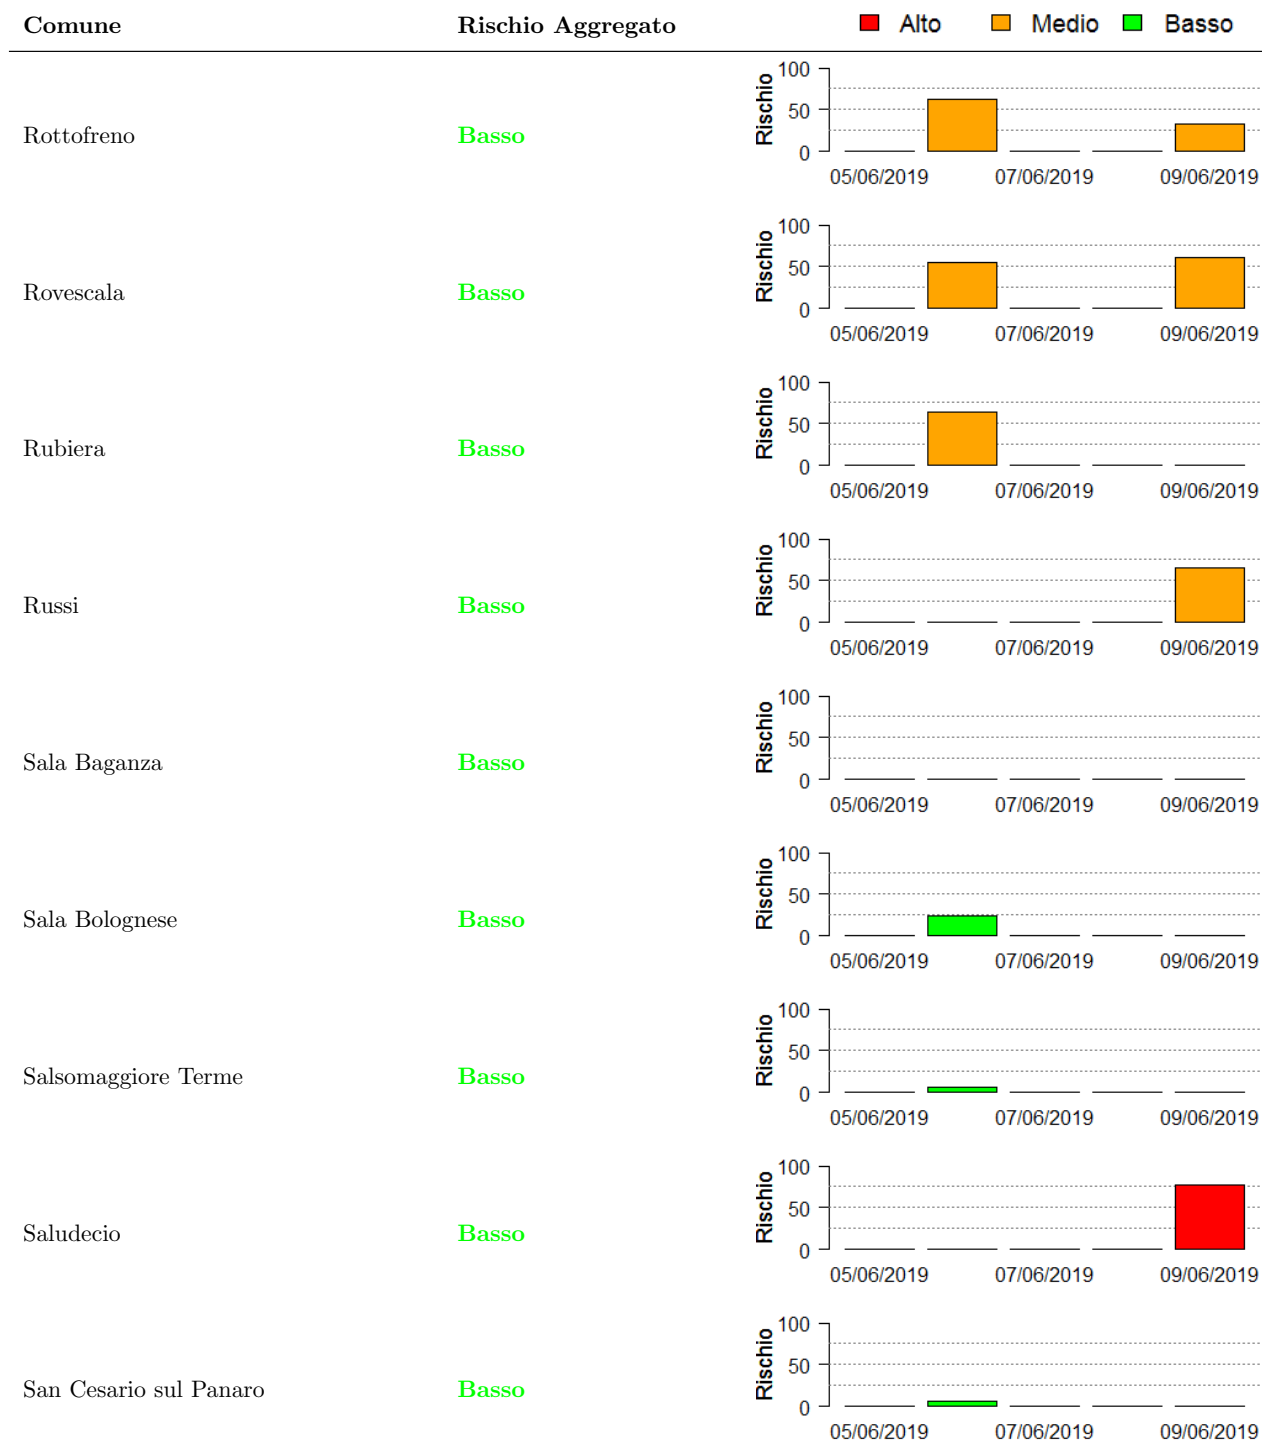 Comune Rischio Aggregato Alto Medio Basso
100
50
0
Rischio
Rottofreno Basso
05/06/2019 07/06/2019 09/06/2019
100
50
0
Rischio
Rovescala Basso
05/06/2019 07/06/2019 09/06/2019
100
50
0
Rischio
Rubiera Basso
05/06/2019 07/06/2019 09/06/2019
100
50
0
Rischio
Russi Basso
05/06/2019 07/06/2019 09/06/2019
100
50
0
Rischio
Sala Baganza Basso
05/06/2019 07/06/2019 09/06/2019
100
50
0
Rischio
Sala Bolognese Basso
05/06/2019 07/06/2019 09/06/2019
100
50
0
Rischio
Salsomaggiore Terme Basso
05/06/2019 07/06/2019 09/06/2019
100
50
0
Rischio
Saludecio Basso
05/06/2019 07/06/2019 09/06/2019
100
50
0
Rischio
San Cesario sul Panaro Basso
05/06/2019 07/06/2019 09/06/2019